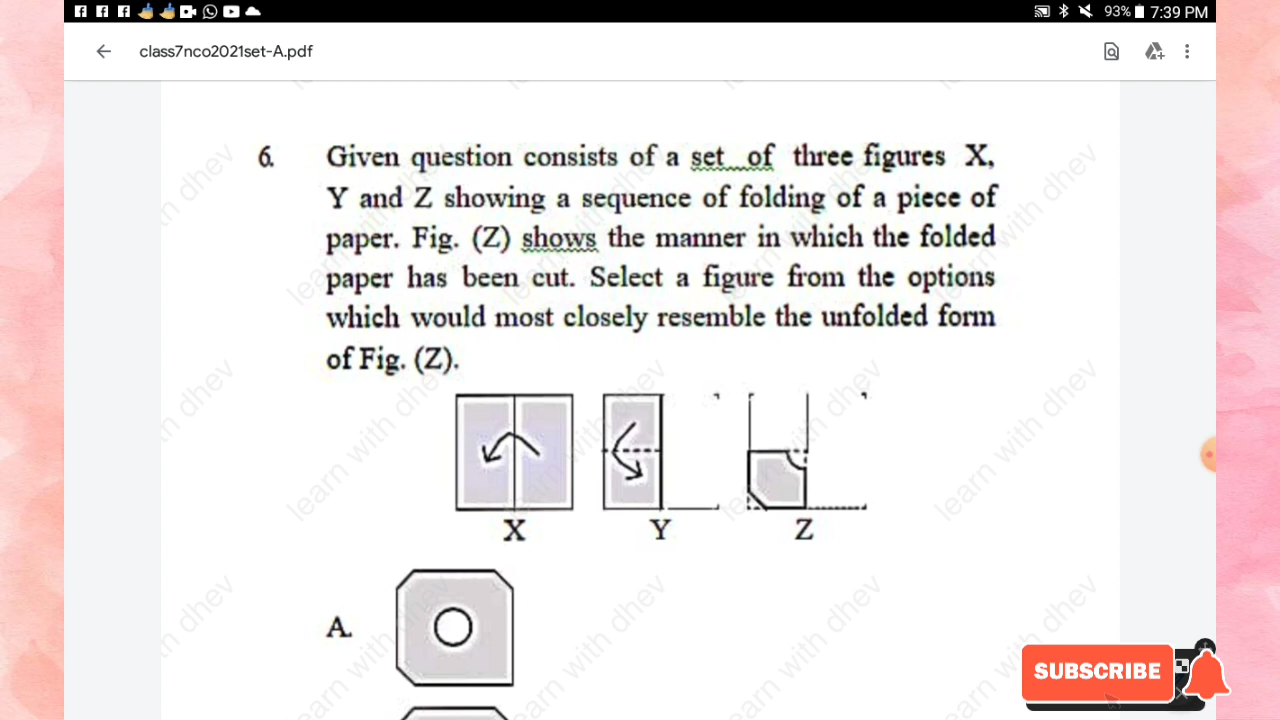 93% 7:39 PM
class7nco2021set-A.pdf
6. Given question consists of a set of three figures X,
Y and Z showing a sequence of folding of a piece of
paper. Fig. (Z) shows the manner in which the folded
paper has been cut. Select a figure from the options
which would most closely resemble the unfolded form
of Fig. (Z).
X Y Z
A.
SUBSCRIBE
learn with dhev